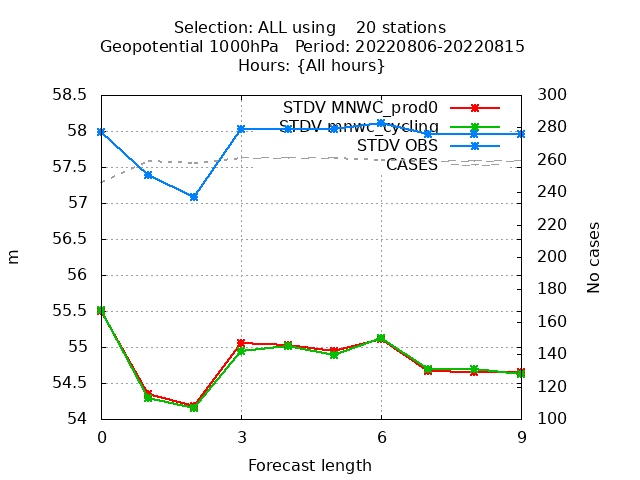 Selection: ALL using    20 stations
Geopotential 1000hPa   Period: 20220806-20220815
Hours: {All hours}
58.5
58
57.5
57
56.5
56
55.5
55
54.5
54
m
STDV MNWC_prod0
STDV mnwc_cycling
STDV OBS
CASES
300
280
260
240
220
200
180
160
140
120
100
No cases
0
3
6
9
Forecast length